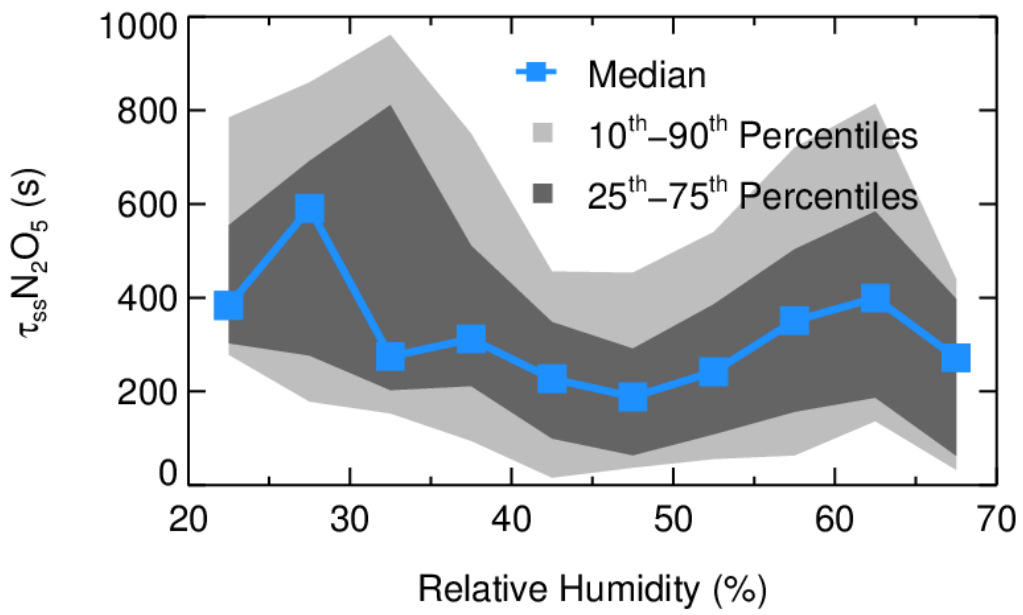 1000
800
600
400
200
0
τssN2O5 (s)
Median
10th–90th Percentiles
25th–75th Percentiles
20 30 40 50 60 70
Relative Humidity (%)